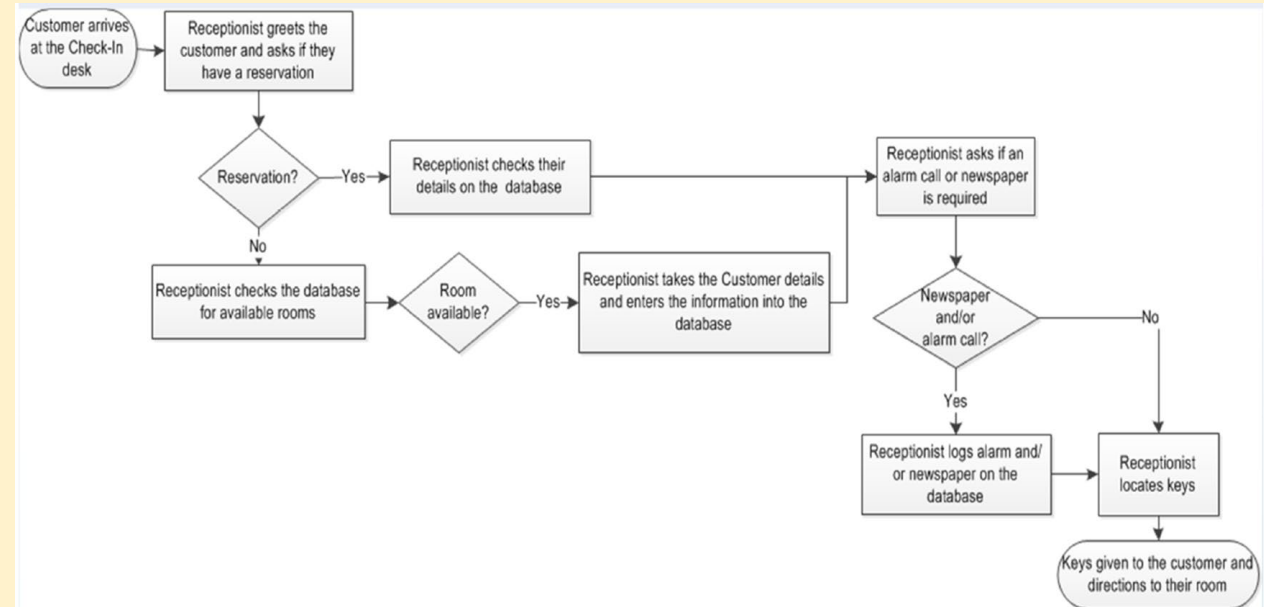 Customer arrives
at the Check-In
desk
Receptionist greets the
customer and asks if they
have a reservation
Reservation?
Yes
Receptionist checks their
details on the database
No
Receptionist checks the database
for available rooms
Room
available?
Yes
Receptionist takes the Customer details
and enters the information into the
database
Receptionist asks if an
alarm call or newspaper
is required
Newspaper
and/or
alarm call?
No
Yes
Receptionist logs alarm and/
or newspaper on the
database
Receptionist
locates keys
Keys given to the customer and
directions to their room